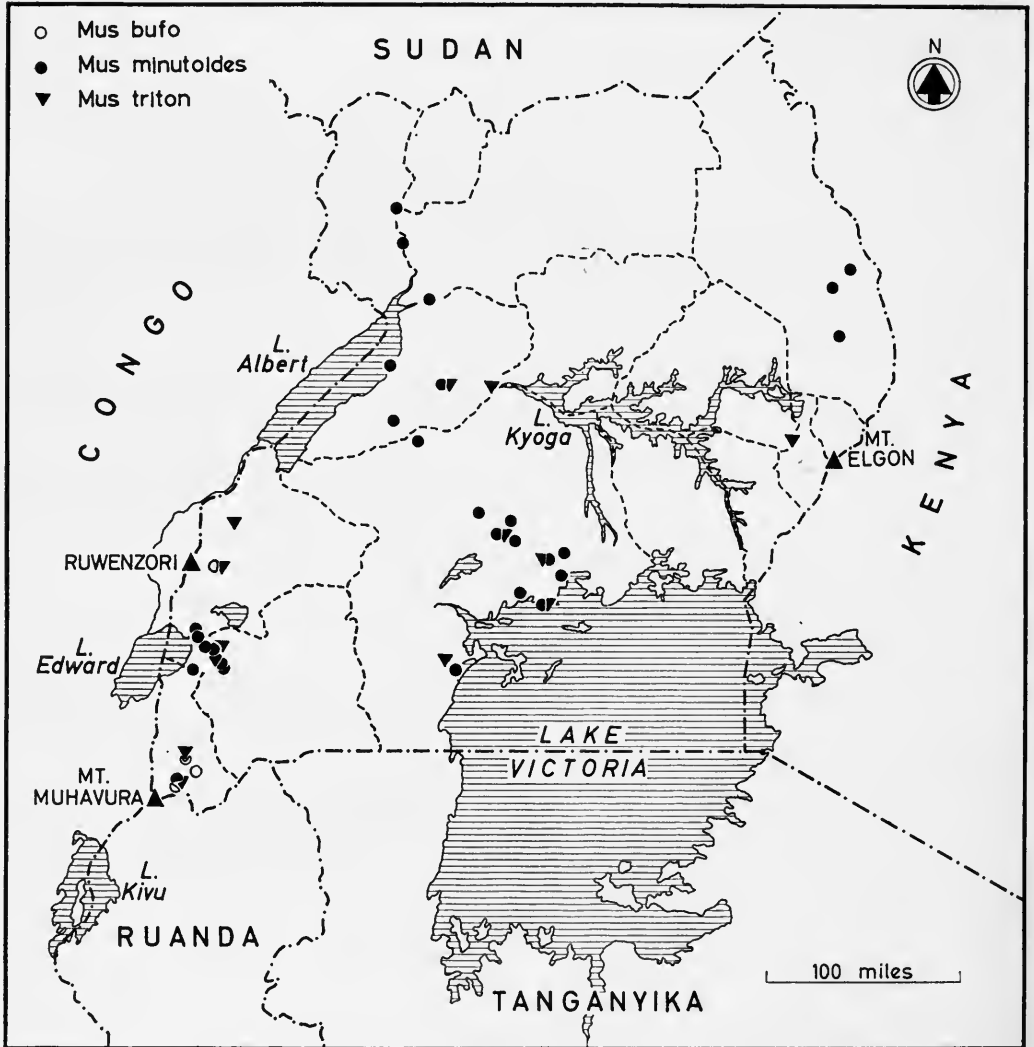 Mus bufo
Mus minutoides
Mus triton
SUDAN
N
CONGO
L.
Albert
L.
Kyoga
MT.
ELGON
KENYA
RUWENZORI
L.
Edward
LAKE
VICTORIA
MT.
MUHAVURA
L.
Kivu
RUANDA
100 miles
TANGANYIKA